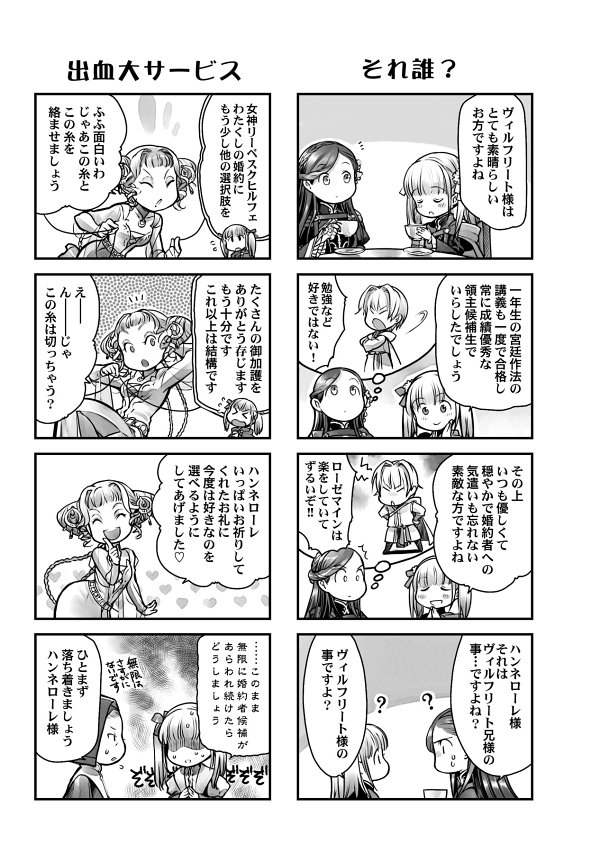 それ誰？
ヴィルフリート様は
とても素晴らしい
お方ですよね
一年生の宮廷作法の
講義も一度で合格し
常に成績優秀な
領主候補生で
いらしたでしょう
勉強など
好きではない！
その上
いつも優しくて
穏やかで婚約者への
気遣いも忘れない
素敵な方ですよね
ローゼマインは
楽をしていて
ずるいぞ!!
ハンネローレ様
それは
ヴィルフリート兄様の
事…ですよね？
？
？
ヴィルフリート様の
事ですよ？
出血大サービス
女神リーベスクヒルフェ
わたくしの婚約に
もう少し他の選択肢を
ふふ面白いわ
じゃあこの糸と
この糸を
絡ませましょう
たくさんの御加護を
ありがとう存じます
もう十分です
これ以上は結構です
えー
んーーじゃ
この糸は切っちゃう？
ハンネローレ
いっぱいお祈りして
くれたお礼に
今度は好きなのを
選べるように
してあげました♡
……このまま
無限に婚約者候補が
あらわれ続けたら
どうしましょう
ぞぞぞ
ぞぞ
無限は
さすがに
ないです
ひとまず
落ち着きましょう
ハンネローレ様